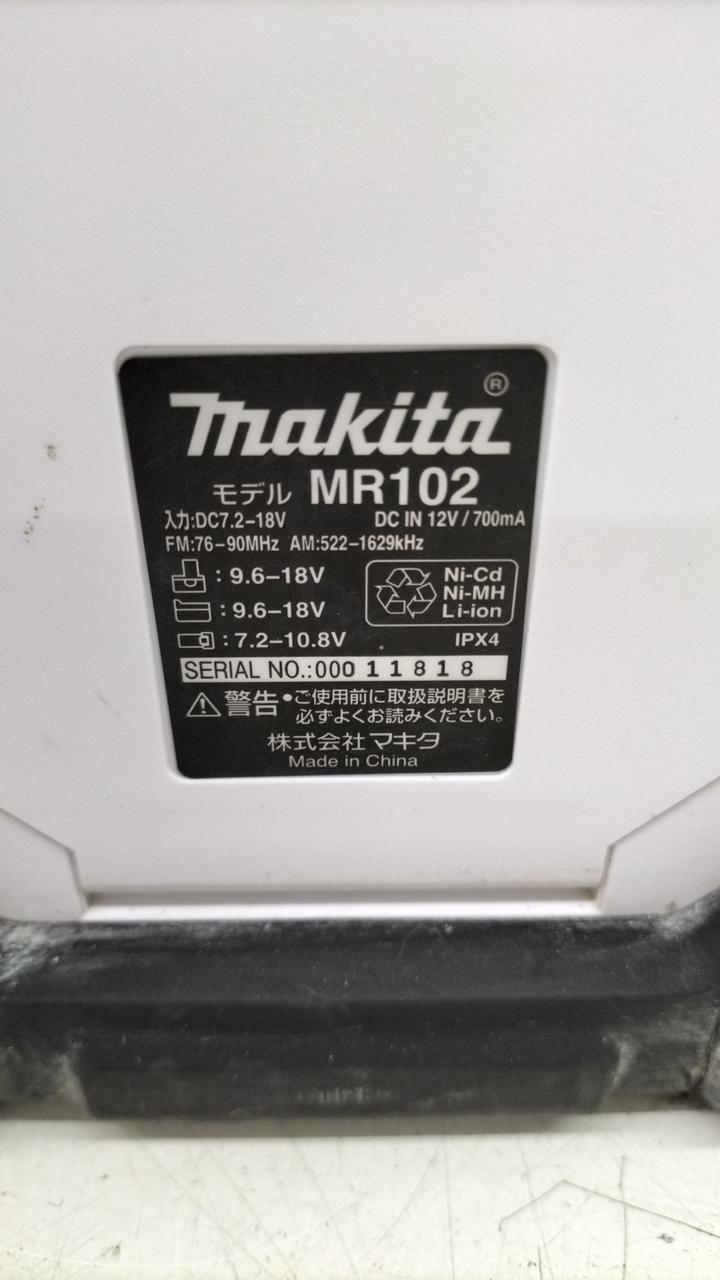 makita®
モデル MR102
入力:DC7.2-18V DC IN 12V/700mA
FM:76-90MHz AM:522-1629kHz
: 9.6-18V Ni-Cd
Ni-MH
: 9.6-18V Li-ion
: 7.2-10.8V IPX4
SERIAL NO.:00011818
警告 •ご使用前に取扱説明書を
必ずよくお読みください。
株式会社マキタ
Made in China